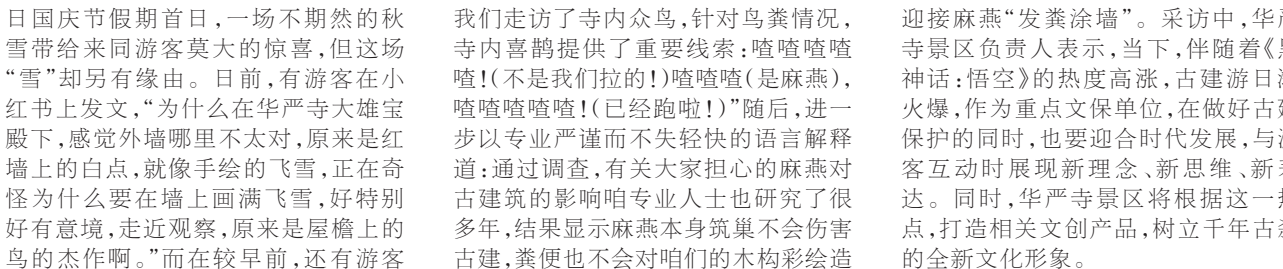 日国庆节假期首日,一场不期然的秋
雪带给来同游客莫大的惊喜,但这场
“雪”却另有缘由。日前,有游客在小
红书上发文,“为什么在华严寺大雄宝
殿下,感觉外墙哪里不太对,原来是红
墙上的白点,就像手绘的飞雪,正在奇
怪为什么要在墙上画满飞雪,好特别
好有意境,走近观察,原来是屋檐上的
鸟的杰作啊。”而在较早前,还有游客
我们走访了寺内众鸟,针对鸟粪情况,
寺内喜鹊提供了重要线索:喳喳喳喳
喳!(不是我们拉的!)喳喳喳(是麻燕),
喳喳喳喳喳!(已经跑啦!)”随后,进一
步以专业严谨而不失轻快的语言解释
道:通过调查,有关大家担心的麻燕对
古建筑的影响咱专业人士也研究了很
多年,结果显示麻燕本身筑巢不会伤害
古建,粪便也不会对咱们的木构彩绘造
迎接麻燕“发粪涂墙”。采访中,华
寺景区负责人表示,当下,伴随着《
神话:悟空》的热度高涨,古建游日
火爆,作为重点文保单位,在做好古
保护的同时,也要迎合时代发展,与
客互动时展现新理念、新思维、新
达。同时,华严寺景区将根据这一
点,打造相关文创产品,树立千年古
的全新文化形象。